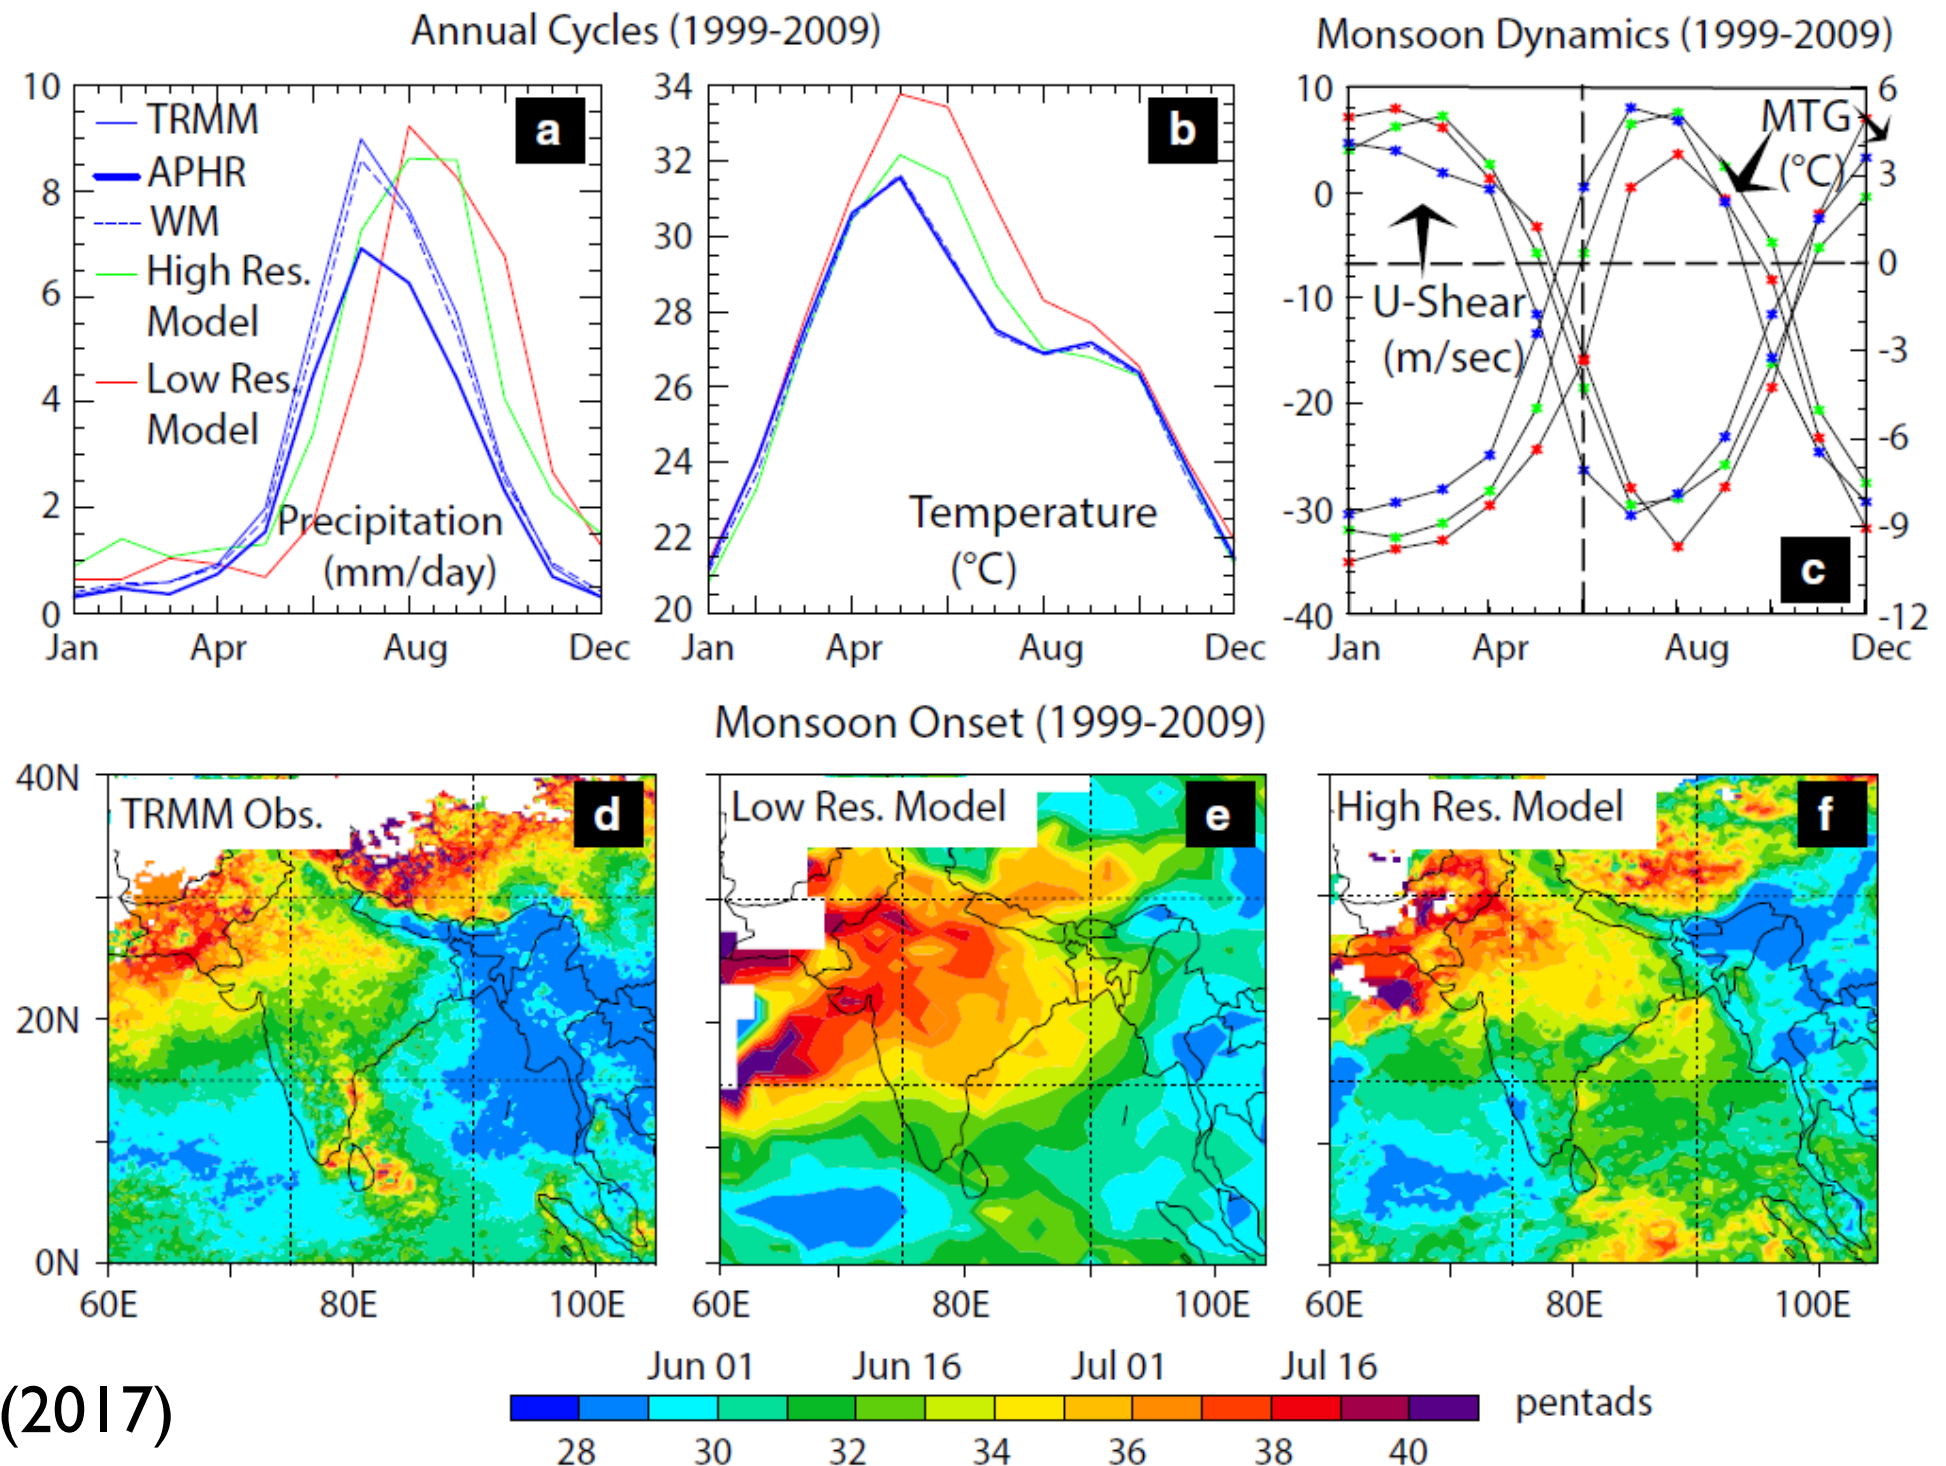 Annual Cycles (1999-2009)
Monsoon Dynamics (1999-2009)
10
8
6
4
2
0
TRMM
APHR
WM
High Res.
Model
Low Res.
Model
a
Precipitation
(mm/day)
Jan
Apr
Aug
Dec
34
32
30
28
26
24
22
20
b
Temperature
(°C)
Jan
Apr
Aug
Dec
10
0
-10
-20
-30
-40
MTG
(°C)
U-Shear
(m/sec)
c
6
3
0
-3
-6
-9
-12
Jan
Apr
Aug
Dec
Monsoon Onset (1999-2009)
40N
20N
0N
TRMM Obs.
d
60E
80E
100E
Low Res. Model
e
60E
80E
100E
High Res. Model
f
60E
80E
100E
Jun 01
Jun 16
Jul 01
Jul 16
pentads
28
30
32
34
36
38
40
(2017)